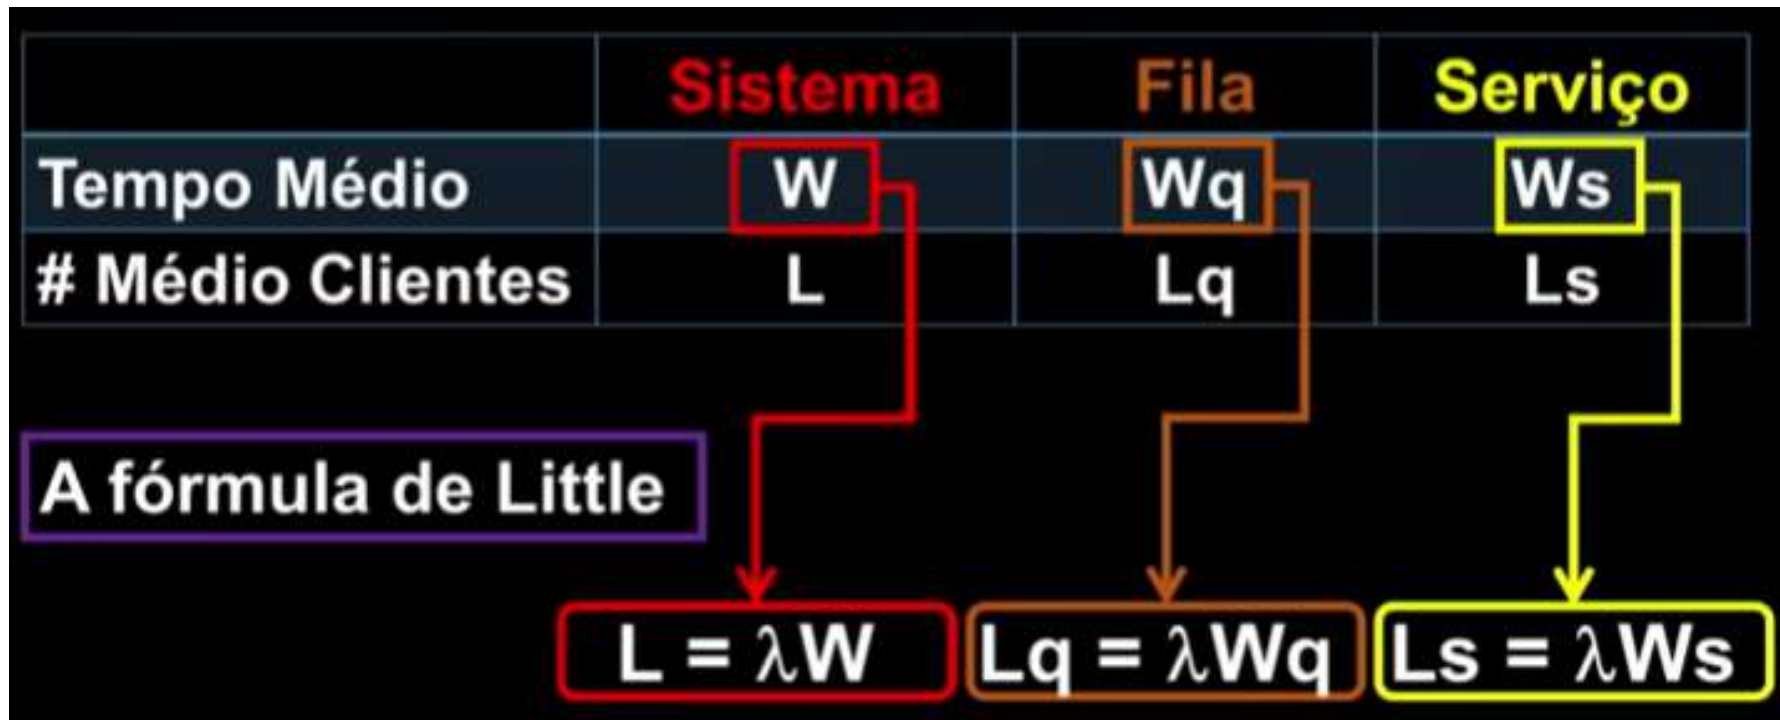 Sistema Fila Serviço
Tempo Médio W Wq Ws
# Médio Clientes L Lq Ls
A fórmula de Little
L = λW Lq = λWq Ls = λWs